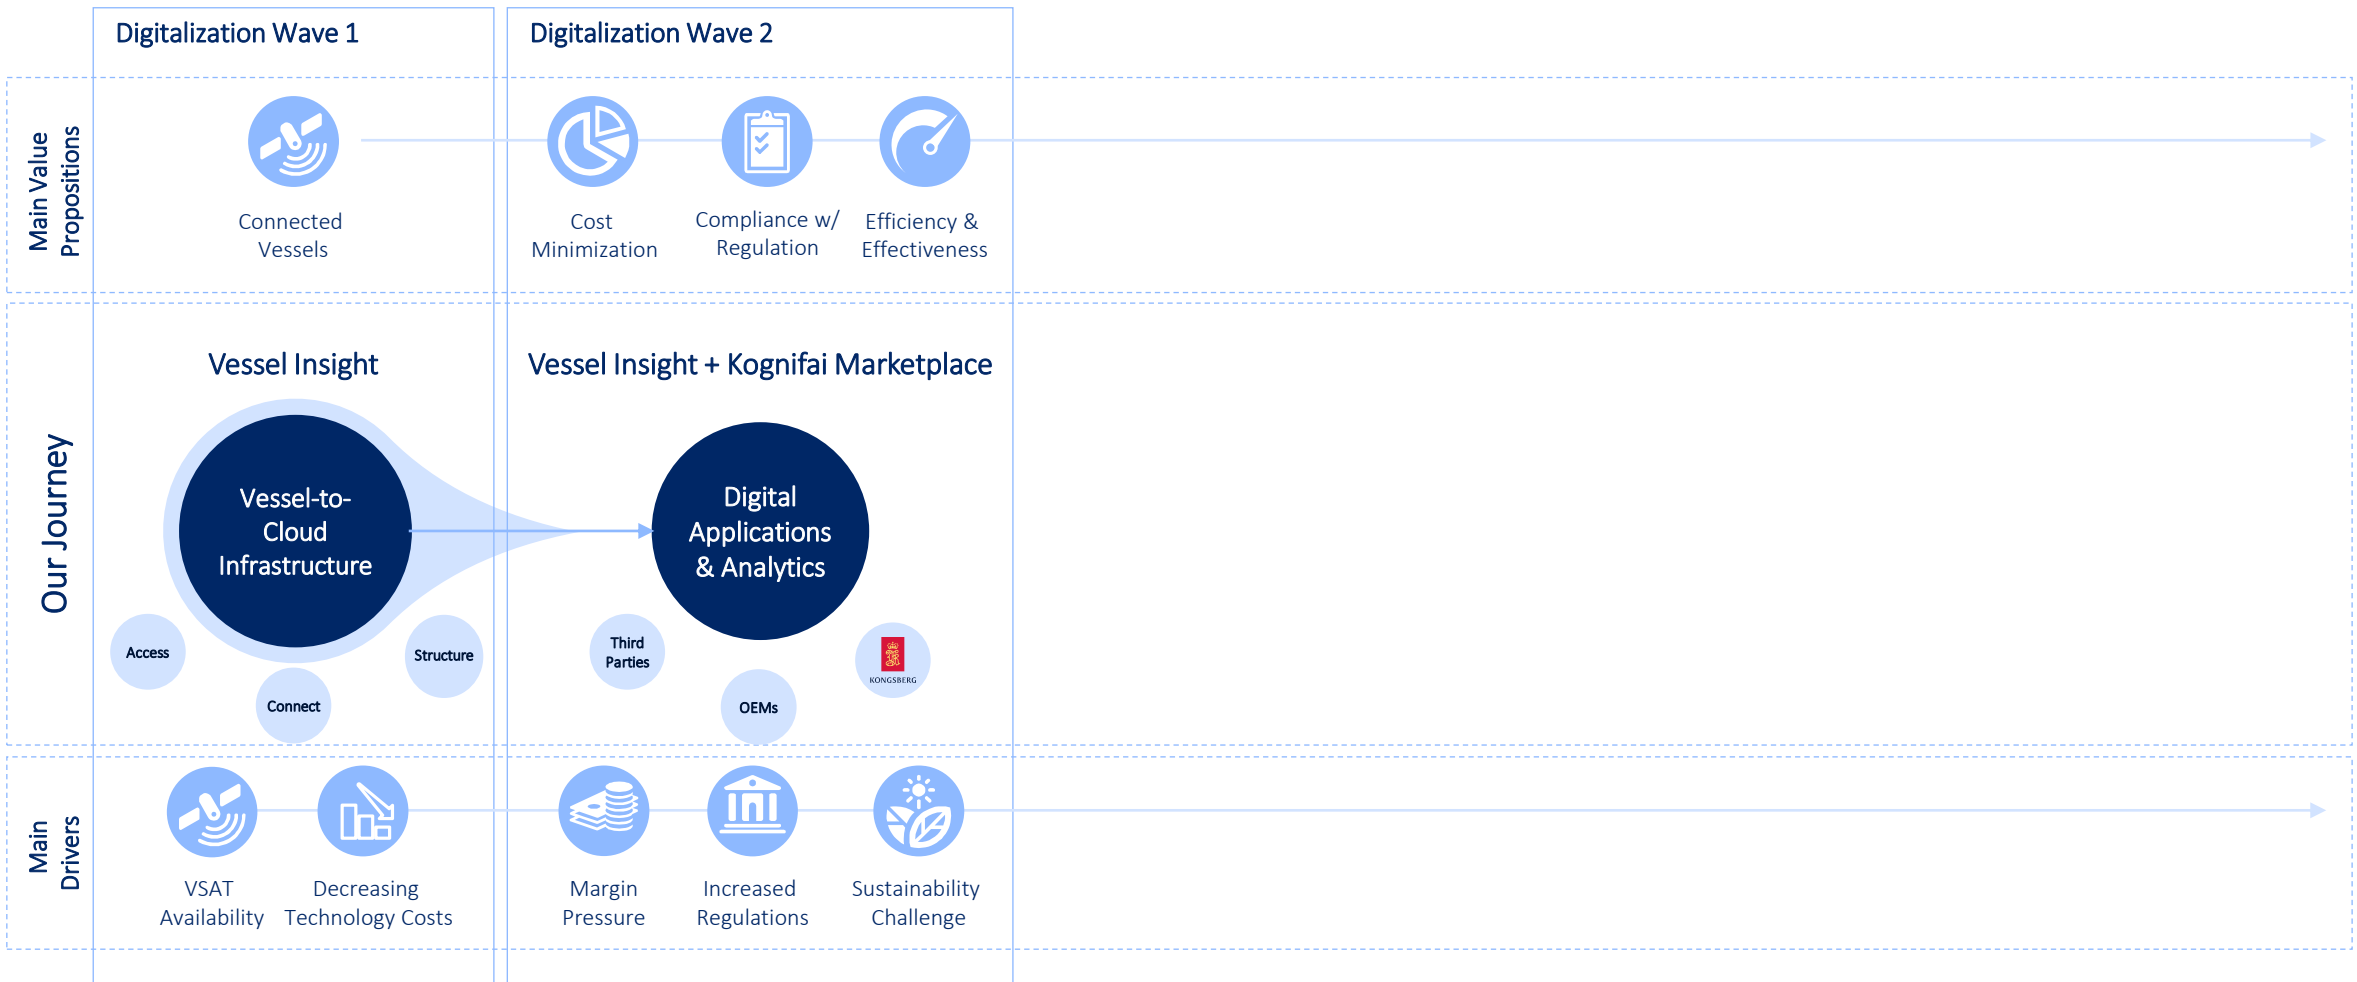 Digitalization Wave 1
Digitalization Wave 2
Main Value
Propositions
Connected
Vessels
Cost
Minimization
Compliance w/
Regulation
Efficiency &
Effectiveness
Our Journey
Vessel Insight
Vessel Insight + Kognifai Marketplace
Vessel-to-
Cloud
Infrastructure
Digital
Applications
& Analytics
Access
Connect
Structure
Third
Parties
OEMs
KONGSBERG
Main
Drivers
VSAT
Availability
Decreasing
Technology Costs
Margin
Pressure
Increased
Regulations
Sustainability
Challenge